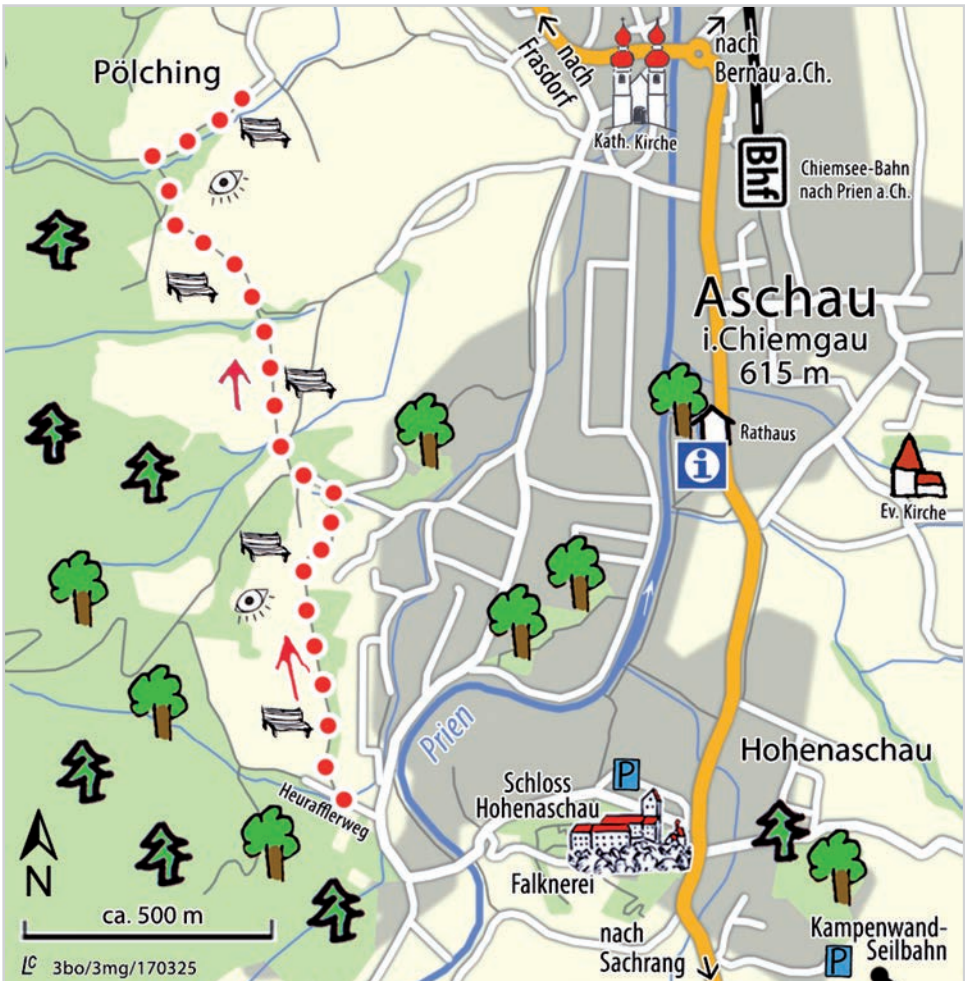 Pölching
nach
Frasdorf
nach
Bernau a.Ch.
Kath. Kirche
Bhf
Chiemsee-Bahn
nach Prien a.Ch.
Aschau
i.Chiemgau
615 m
Rathaus
i
Ev. Kirche
Prien
Hohenaschau
P
Schloss
Hohenaschau
Heurafflerweg
Falknerei
N
ca. 500 m
nach
Sachrang
Kampenwand-
Seilbahn
P
LC 3bo/3mg/170325